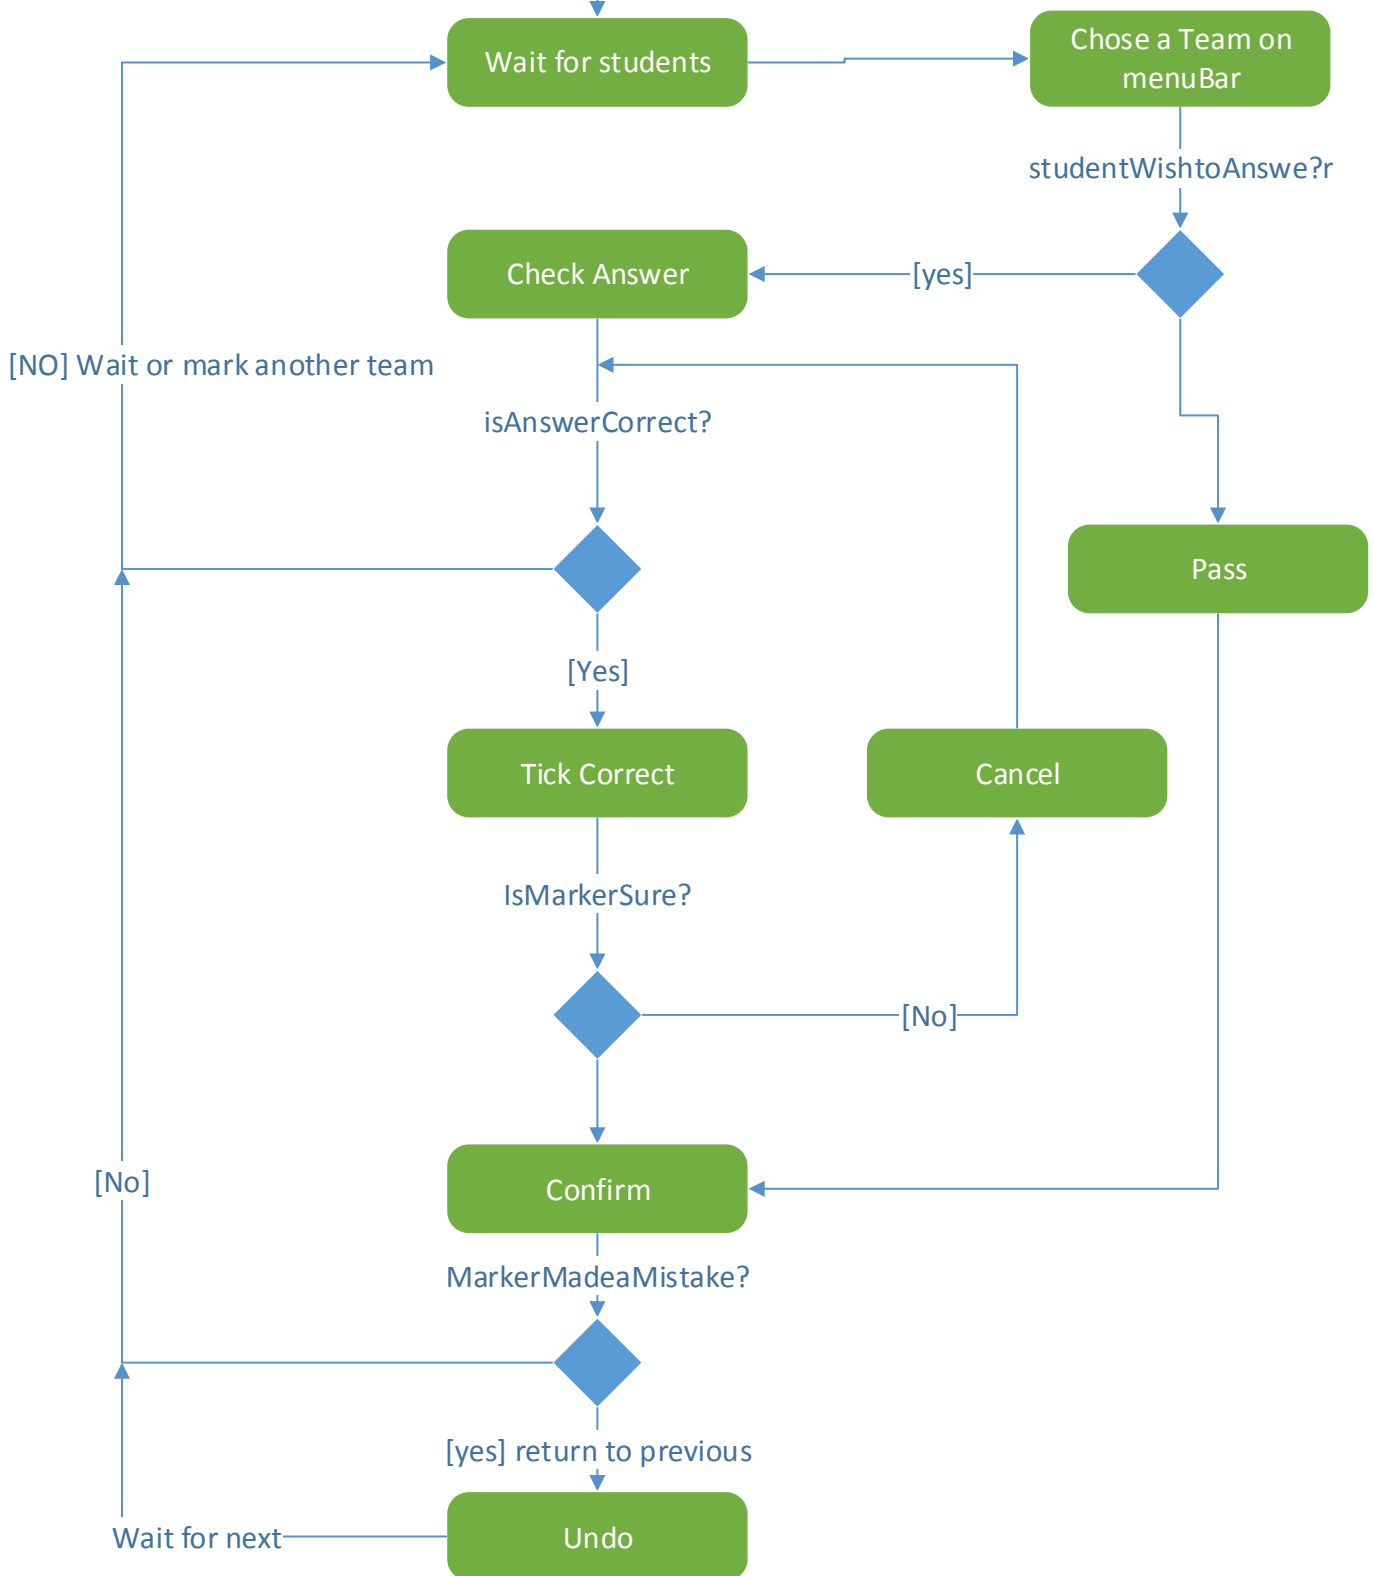 Wait for students
Chose a Team on
menuBar
studentWishtoAnswe?r
Check Answer
[yes]
[NO] Wait or mark another team
isAnswerCorrect?
Pass
[Yes]
Tick Correct
Cancel
IsMarkerSure?
[No]
[No]
Confirm
MarkerMadeaMistake?
[yes] return to previous
Wait for next
Undo